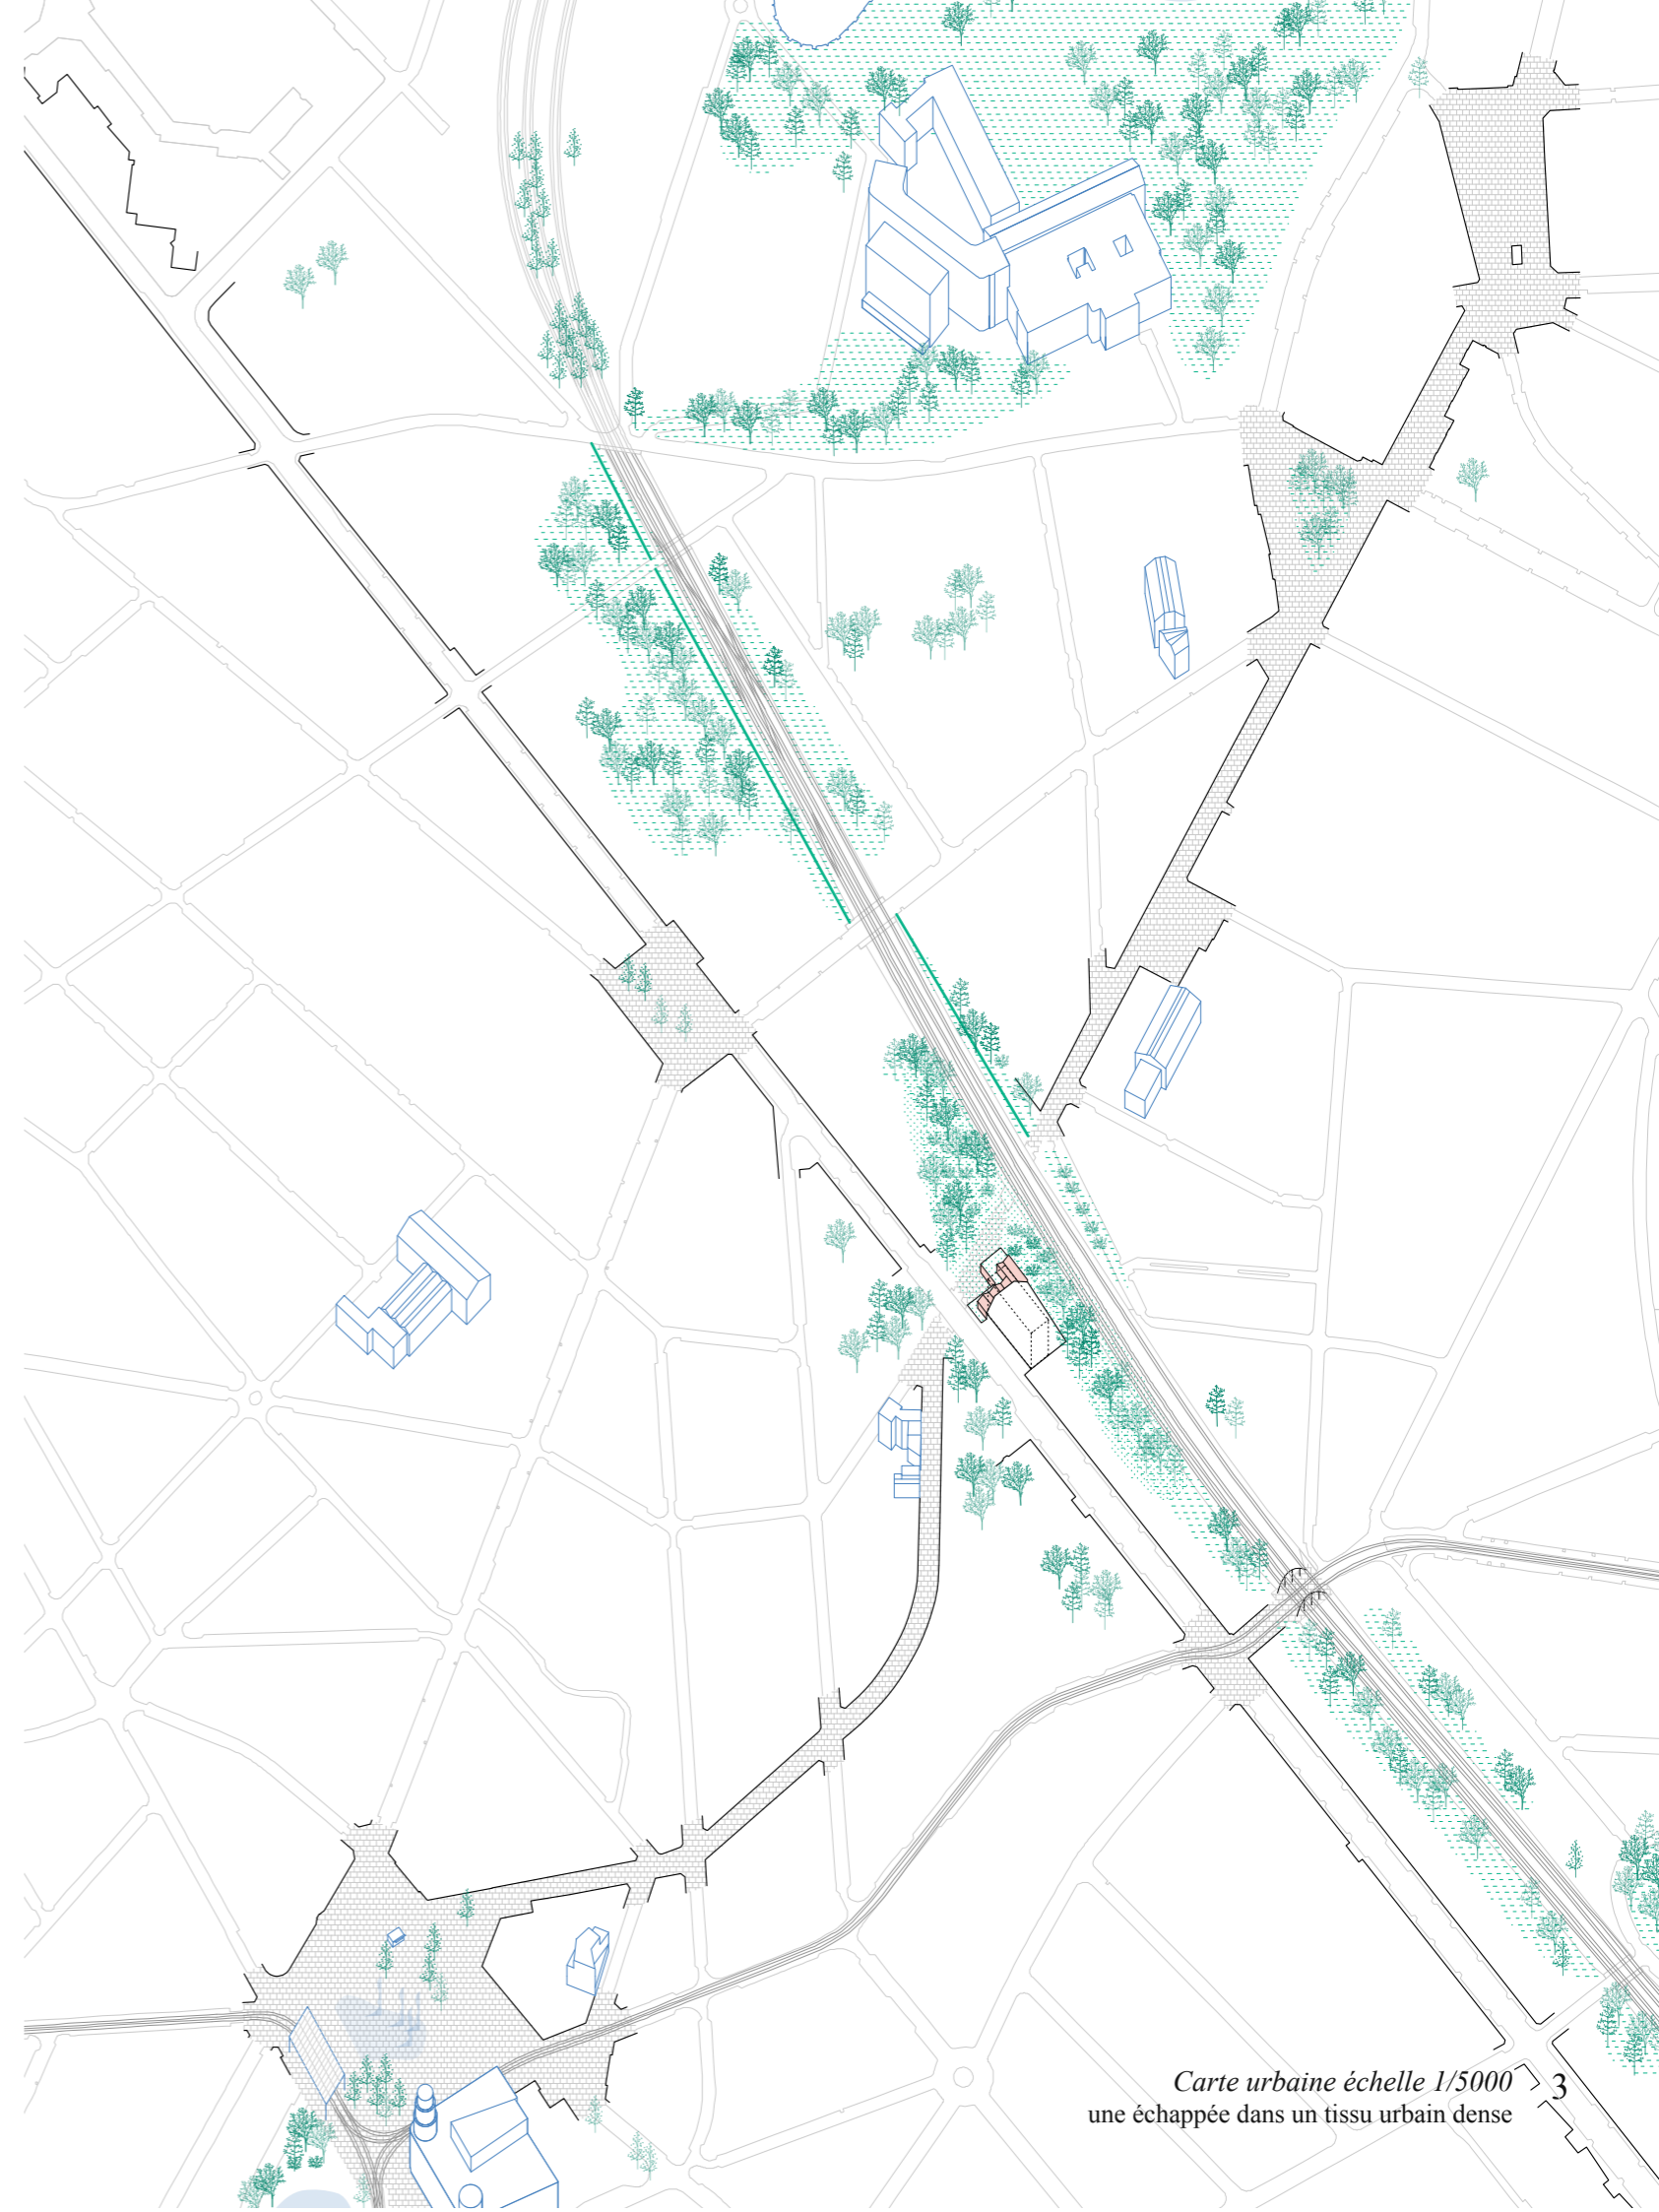 Carte urbaine échelle 1/5000
une échappée dans un tissu urbain dense
3